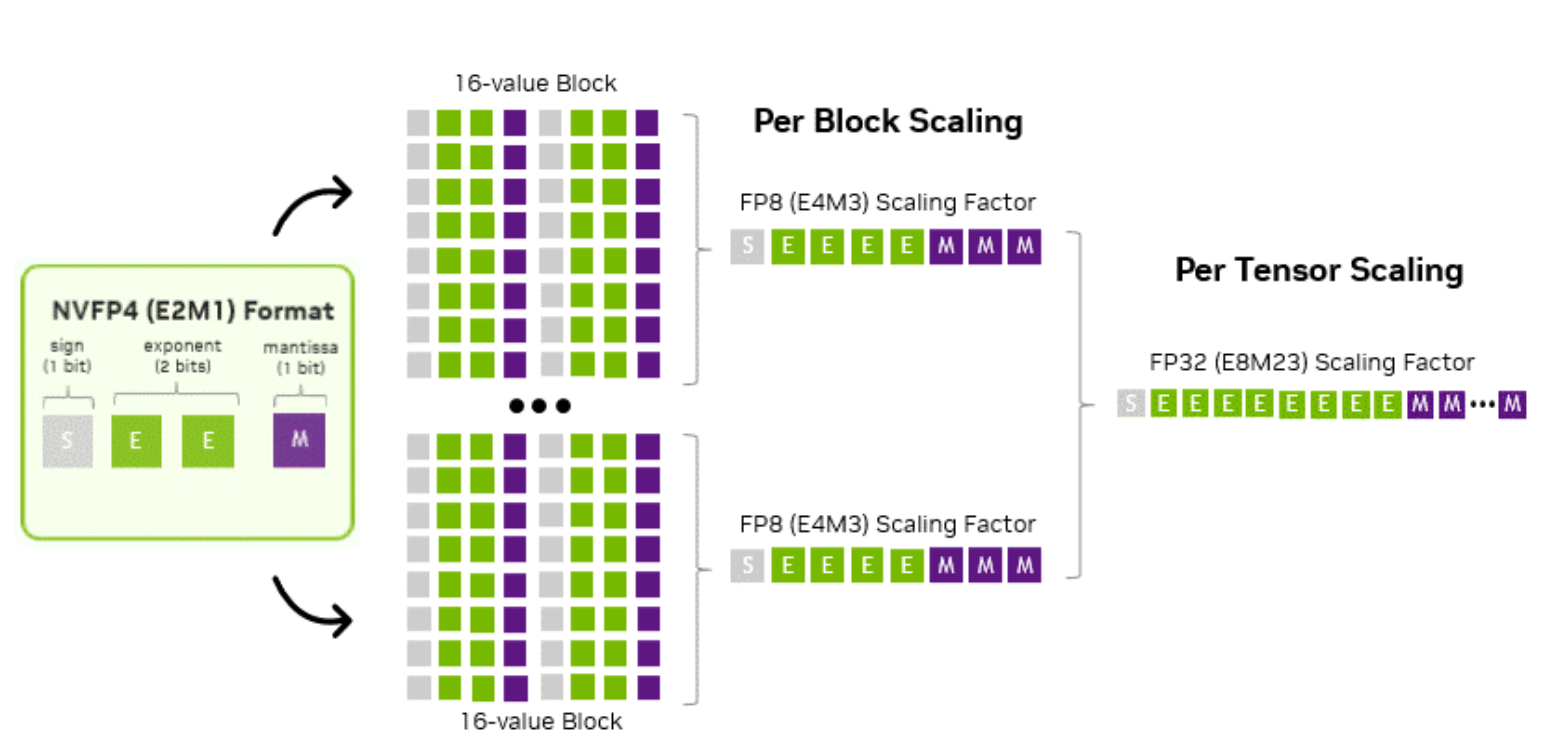 16-value Block
Per Block Scaling
FP8 (E4M3) Scaling Factor
S E E E E M M M
NVFP4 (E2M1) Format
sign
(1 bit)
exponent
(2 bits)
mantissa
(1 bit)
S E E M
Per Tensor Scaling
FP32 (E8M23) Scaling Factor
S E E E E E E E E M M ••• M
FP8 (E4M3) Scaling Factor
S E E E E M M M
16-value Block